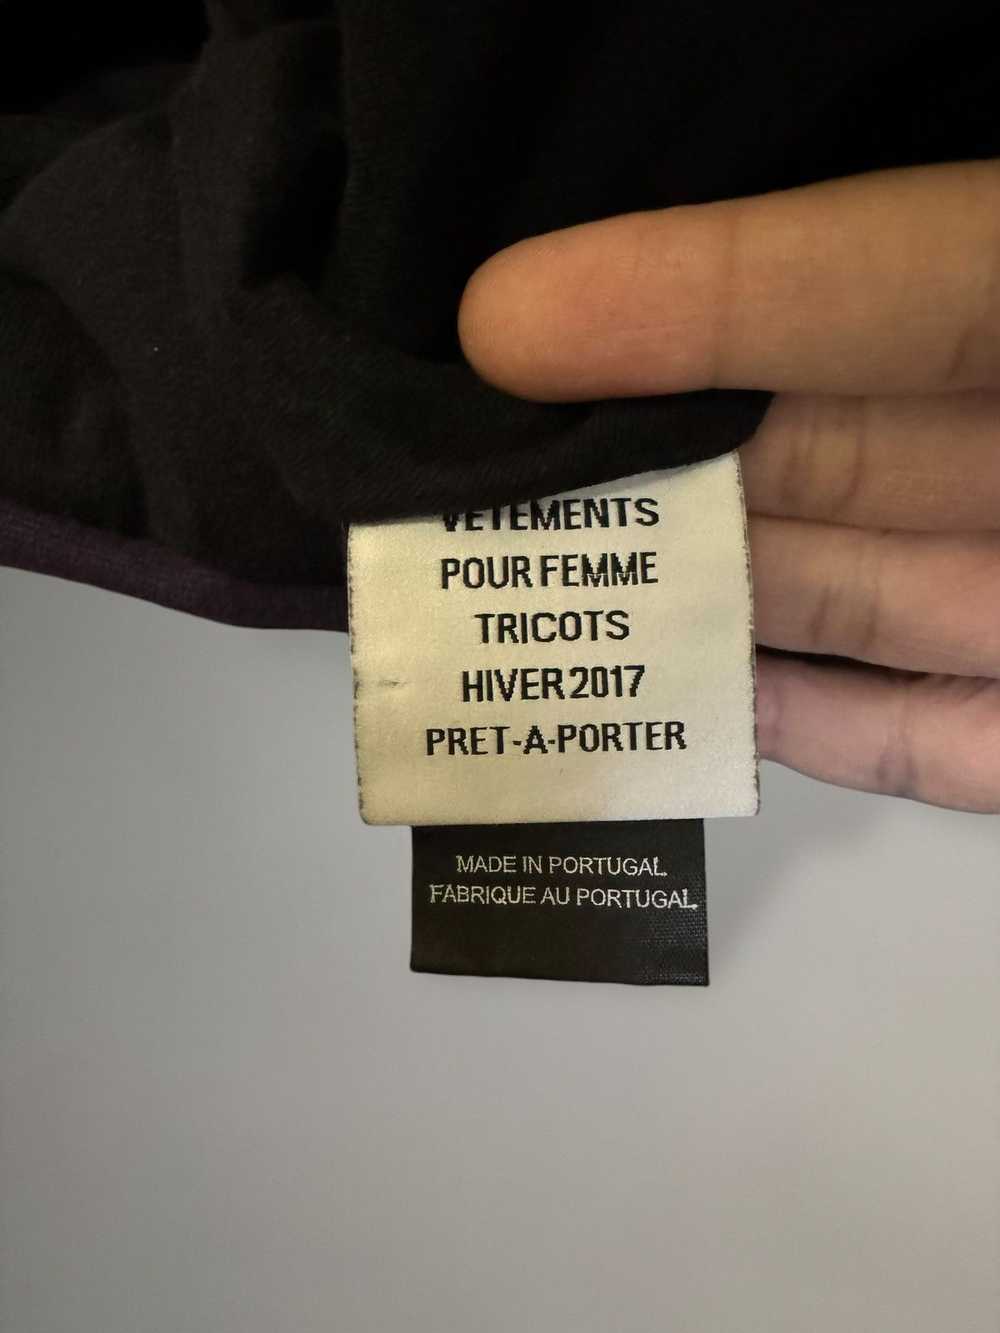 VETEMENTS
POUR FEMME
TRICOTS
HIVER 2017
PRET-A-PORTER
MADE IN PORTUGAL
FABRIQUE AU PORTUGAL